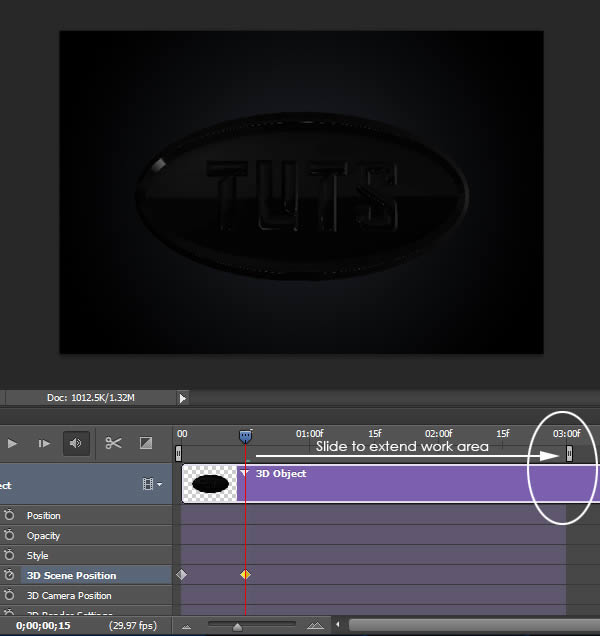 TUTS
Doc: 1012.5K/1.32M
00 01:00f 15f 02:00f 15f 03:00f
Slide to extend work area
ect 3D Object
Position
Opacity
Style
3D Scene Position
3D Camera Position
3D Render Settings
0;00;00;15 (29.97 fps)